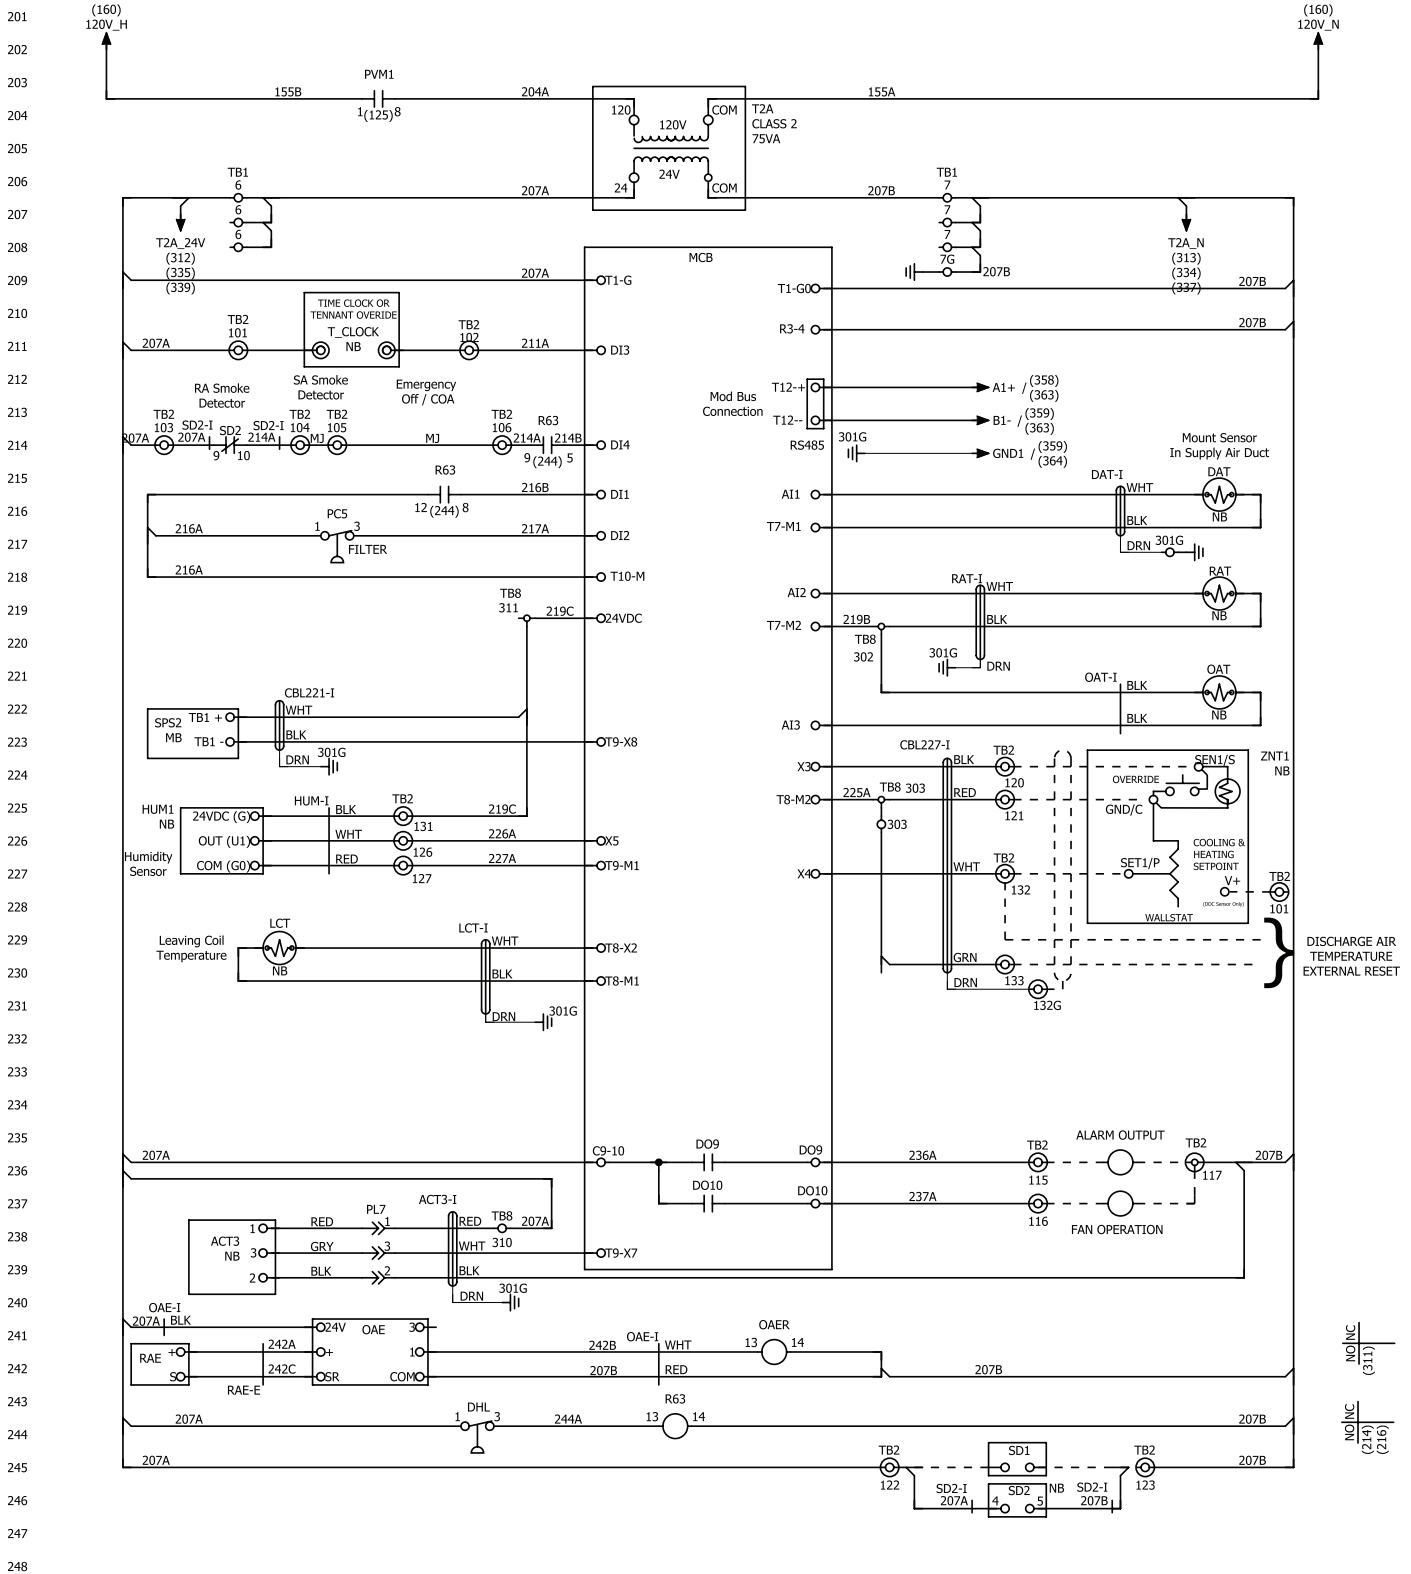 201
(160)
120V_H
(160)
120V_N
202
203
PVM1
155B
204A
155A
1 (125) 8
204
120
120V
COM
T2A
CLASS 2
75VA
205
24V
206
TB1
6
207A
24
COM
207B
TB1
7
207
6
7
208
6
7
T2A_24V
(312)
(335)
(339)
7G
207B
T2A_N
(313)
(334)
(337)
MCB
209
207A
T1-G
T1-G0
207B
210
TIME CLOCK OR
TENNANT OVERIDE
T_CLOCK
NB
TB2
101
TB2
102
R3-4
207B
211
207A
211A
DI3
212
RA Smoke
Detector
SA Smoke
Detector
Emergency
Off / COA
Mod Bus
Connection
T12-+
A1+ / (358)
(363)
213
T12--
B1- / (359)
(363)
RS485
301G
GND1 / (359)
(364)
TB2
103
SD2-I
207A
SD2
9
10
SD2-I
214A
TB2
104
MJ
TB2
105
MJ
TB2
106
R63
214A
214B
9 (244) 5
214
207A
DI4
Mount Sensor
In Supply Air Duct
215
R63
216B
12 (244) 8
DI1
AI1
DAT-I
WHT
DAT
NB
216
216A
PC5
1
3
FILTER
217A
DI2
T7-M1
BLK
217
DRN
301G
218
216A
T10-M
AI2
RAT-I
WHT
RAT
NB
219
TB8
311
219C
24VDC
T7-M2
219B
BLK
220
TB8
302
301G
DRN
221
OAT-I
BLK
OAT
NB
222
SPS2
MB
TB1 +
CBL221-I
WHT
AI3
BLK
223
TB1 -
BLK
T9-X8
DRN
301G
224
CBL227-I
X3
BLK
TB2
120
SEN1/S
OVERRIDE
ZNT1
NB
225
HUM1
NB
24VDC (G)
HUM-I
BLK
TB2
131
219C
T8-M2
225A
TB8 303
RED
121
GND/C
303
226
OUT (U1)
WHT
126
226A
X5
COOLING &
HEATING
SETPOINT
Humidity
Sensor
227
COM (G0)
RED
127
227A
T9-M1
X4
WHT
TB2
132
SET1/P
V+
(DDC Sensor Only)
TB2
101
228
WALLSTAT
229
Leaving Coil
Temperature
LCT
NB
LCT-I
WHT
T8-X2
DISCHARGE AIR
TEMPERATURE
EXTERNAL RESET
230
BLK
T8-M1
GRN
133
DRN
132G
231
DRN
301G
232
233
234
235
207A
C9-10
DO9
DO9
236A
TB2
115
ALARM OUTPUT
TB2
117
207B
236
237
DO10
DO10
237A
116
FAN OPERATION
238
ACT3
NB
1
RED
PL7
1
ACT3-I
RED
TB8
310
207A
3
GRY
3
WHT
T9-X7
239
2
BLK
2
BLK
240
DRN
301G
OAE-I
207A
BLK
241
24V
OAE
3
OAER
NC
NO
(311)
RAE
+
242A
+
1
242B
OAE-I
WHT
13
14
242
S
242C
SR
COM
207B
RED
207B
RAE-E
243
207A
DHL
1
3
244A
R63
13
14
207B
NC
NO
(214)
(216)
244
245
207A
TB2
122
SD1
TB2
123
207B
246
SD2-I
207A
SD2
4
5
NB
SD2-I
207B
247
248